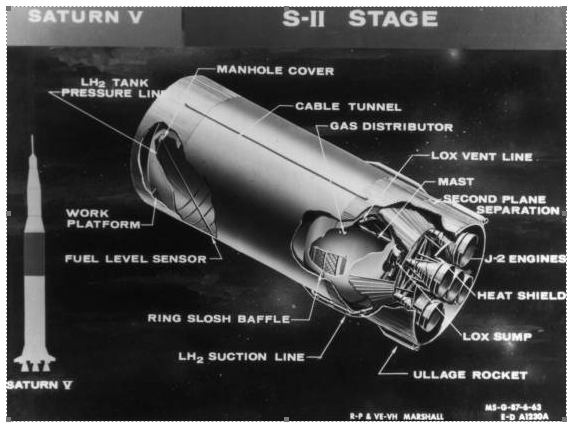 SATURN V
S-II STAGE
MANHOLE COVER
LH₂ TANK
PRESSURE LINE
CABLE TUNNEL
GAS DISTRIBUTOR
LOX VENT LINE
MAST
SECOND PLANE
SEPARATION
WORK
PLATFORM
FUEL LEVEL SENSOR
J-2 ENGINES
HEAT SHIELD
RING SLOSH BAFFLE
LOX SUMP
LH₂ SUCTION LINE
ULLAGE ROCKET
SATURN V
MS-G-87-6-63
R-P & VE-VH MARSHALL
E-D A1230A